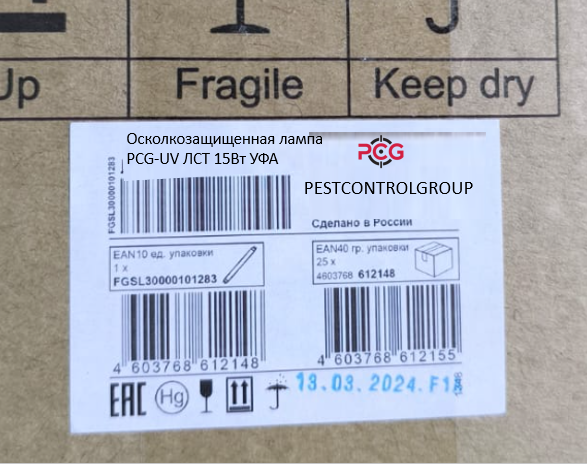 Up
Fragile
Keep dry
Осколкозащищенная лампа
PCG-UV ЛСТ 15Вт УФА
PCG
PESTCONTROLGROUP
FGSL30000101283
Сделано в России
EAN10 ед. упаковки
1 x
FGSL30000101283
EAN40 гр. упаковки
25 x
4603768 612148
4 603768 612148
4 603768 612155
EAC
Hg
13.03.2024. F1